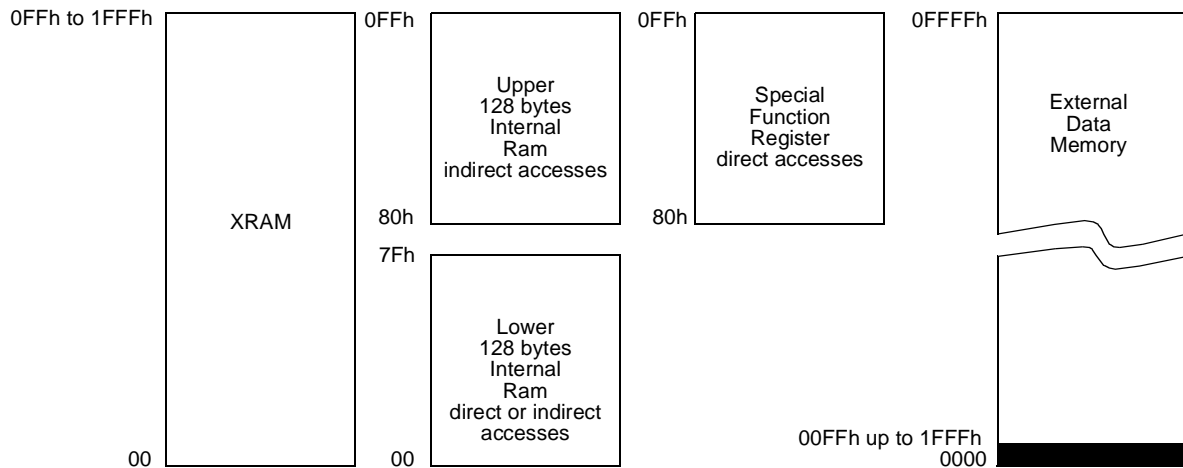 0FFh to 1FFFh
XRAM
00
0FFh
Upper
128 bytes
Internal
Ram
indirect accesses
80h
7Fh
Lower
128 bytes
Internal
Ram
direct or indirect
accesses
00
0FFh
Special
Function
Register
direct accesses
80h
0FFFFh
External
Data
Memory
00FFh up to 1FFFh
0000